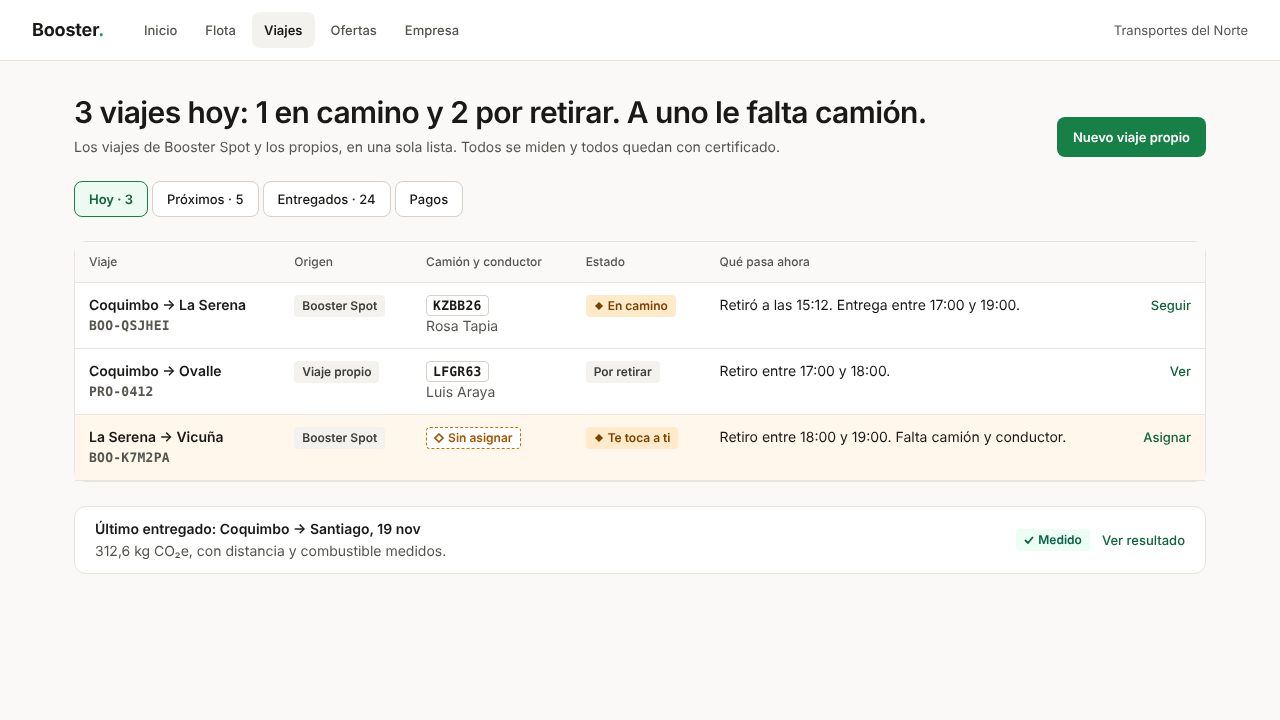 Booster.
Inicio
Flota
Viajes
Ofertas
Empresa
Transportes del Norte
3 viajes hoy: 1 en camino y 2 por retirar. A uno le falta camión.
Los viajes de Booster Spot y los propios, en una sola lista. Todos se miden y todos quedan con certificado.
Nuevo viaje propio
Hoy · 3
Próximos · 5
Entregados · 24
Pagos
Viaje
Origen
Camión y conductor
Estado
Qué pasa ahora
Coquimbo → La Serena
BOO-QSJHEI
Booster Spot
KZBB26
Rosa Tapia
◆ En camino
Retiró a las 15:12. Entrega entre 17:00 y 19:00.
Seguir
Coquimbo → Ovalle
PRO-0412
Viaje propio
LFGR63
Luis Araya
Por retirar
Retiro entre 17:00 y 18:00.
Ver
La Serena → Vicuña
BOO-K7M2PA
Booster Spot
◇ Sin asignar
◆ Te toca a ti
Retiro entre 18:00 y 19:00. Falta camión y conductor.
Asignar
Último entregado: Coquimbo → Santiago, 19 nov
312,6 kg CO₂e, con distancia y combustible medidos.
✓ Medido
Ver resultado